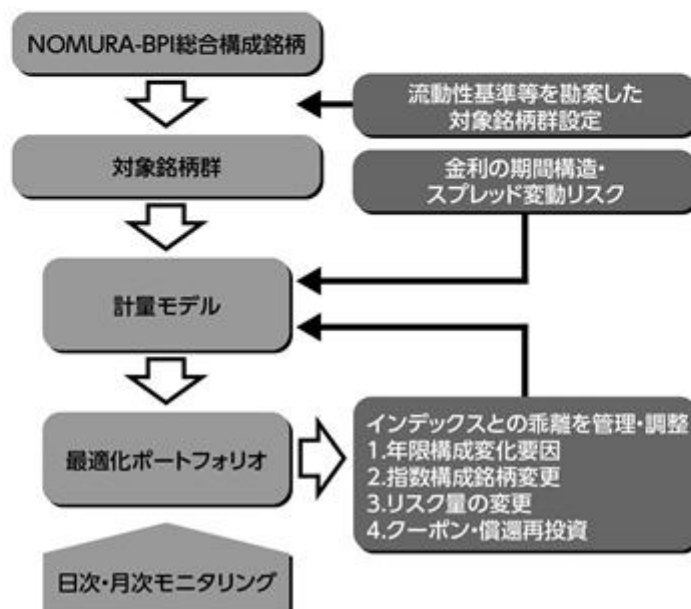 NOMURA-BPI総合構成銘柄
流動性基準等を勘案した
対象銘柄群設定
対象銘柄群
金利の期間構造・
スプレッド変動リスク
計量モデル
最適化ポートフォリオ
インデックスとの乖離を管理・調整
1.年限構成変化要因
2.指数構成銘柄変更
3.リスク量の変更
4.クーポン・償還再投資
日次・月次モニタリング